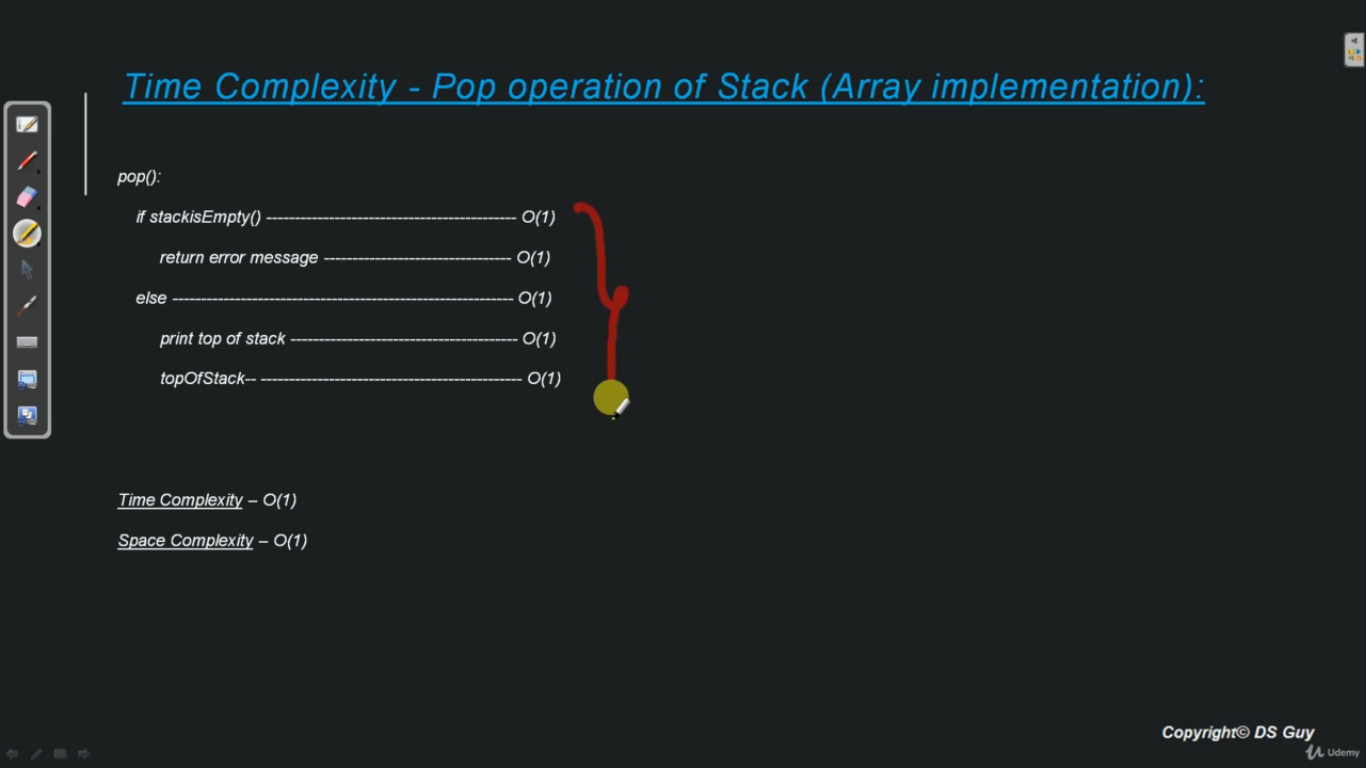 Time Complexity - Pop operation of Stack (Array implementation):
pop():
if stackisEmpty() -------------------------------------------- O(1)
return error message --------------------------------- O(1)
else ------------------------------------------------------------ O(1)
print top of stack ---------------------------------------- O(1)
topOfStack-- ---------------------------------------------- O(1)
Time Complexity – O(1)
Space Complexity – O(1)
Copyright© DS Guy
Udemy